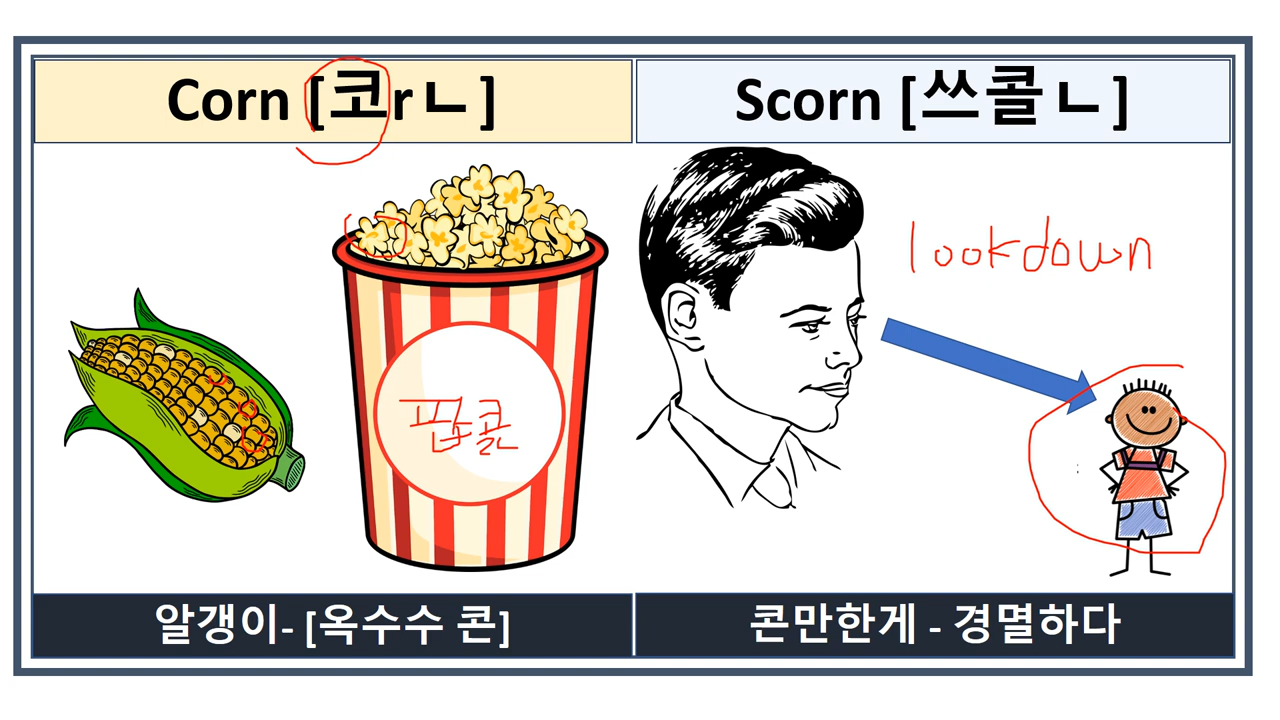 Corn [코rㄴ]
Scorn [쓰콜ㄴ]
lookdown
팝콘
알갱이- [옥수수 콘]
콘만한게 - 경멸하다